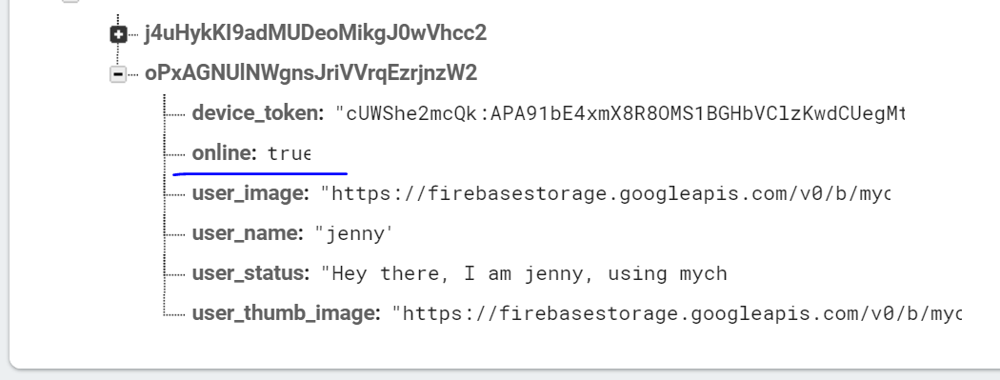 j4uHykKI9adMUDeoMikgJ0wVhcc2
oPxAGNUlNWgnsJriVVrqEzrjnzW2
device_token: "cUWShe2mcQk:APA91bE4xmX8R8OMS1BGHbVClzKwdCUegMt
online: true
user_image: "https://firebasestorage.googleapis.com/v0/b/myc
user_name: "jenny"
user_status: "Hey there, I am jenny, using mych
user_thumb_image: "https://firebasestorage.googleapis.com/v0/b/myc